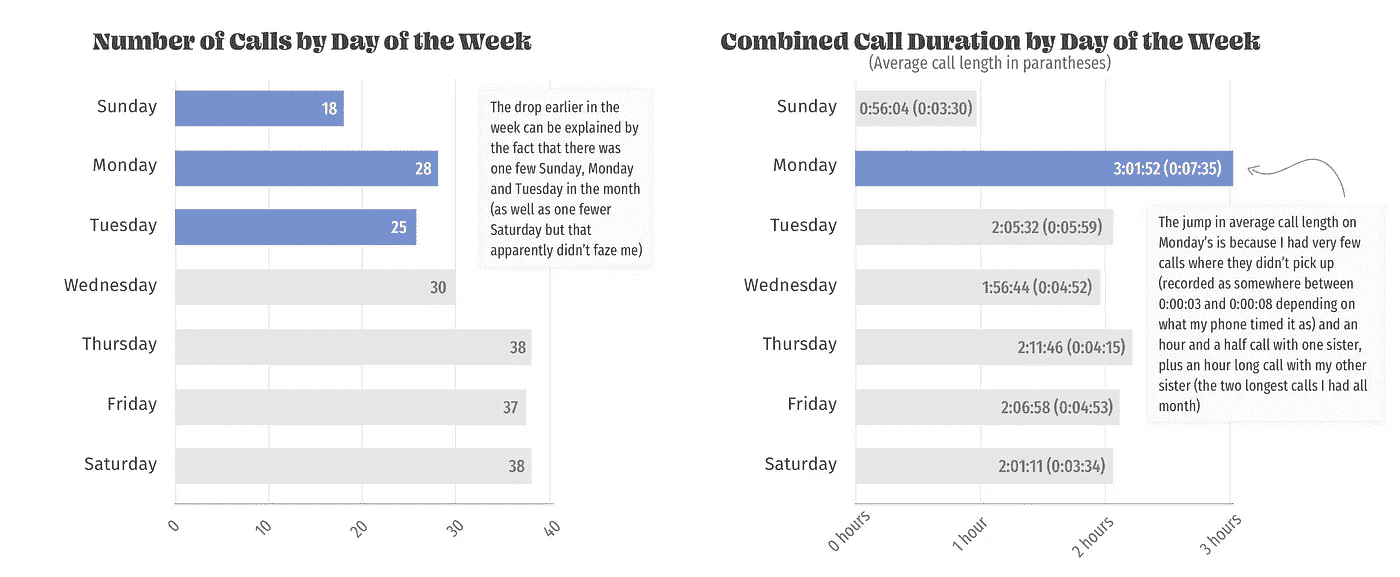 Number of Calls by Day of the Week
Sunday
18
Monday
28
Tuesday
25
Wednesday
30
Thursday
38
Friday
37
Saturday
38
0
10
20
30
40
The drop earlier in the
week can be explained by
the fact that there was
one few Sunday, Monday
and Tuesday in the month
(as well as one fewer
Saturday but that
apparently didn't faze me)
Combined Call Duration by Day of the Week
(Average call length in parantheses)
Sunday
0:56:04 (0:03:30)
Monday
3:01:52 (0:07:35)
Tuesday
2:05:32 (0:05:59)
Wednesday
1:56:44 (0:04:52)
Thursday
2:11:46 (0:04:15)
Friday
2:06:58 (0:04:53)
Saturday
2:01:11 (0:03:34)
0 hours
1 hour
2 hours
3 hours
The jump in average call length on
Monday's is because I had very few
calls where they didn't pick up
(recorded as somewhere between
0:00:03 and 0:00:08 depending on
what my phone timed it as) and an
hour and a half call with one sister,
plus an hour long call with my other
sister (the two longest calls I had all
month)